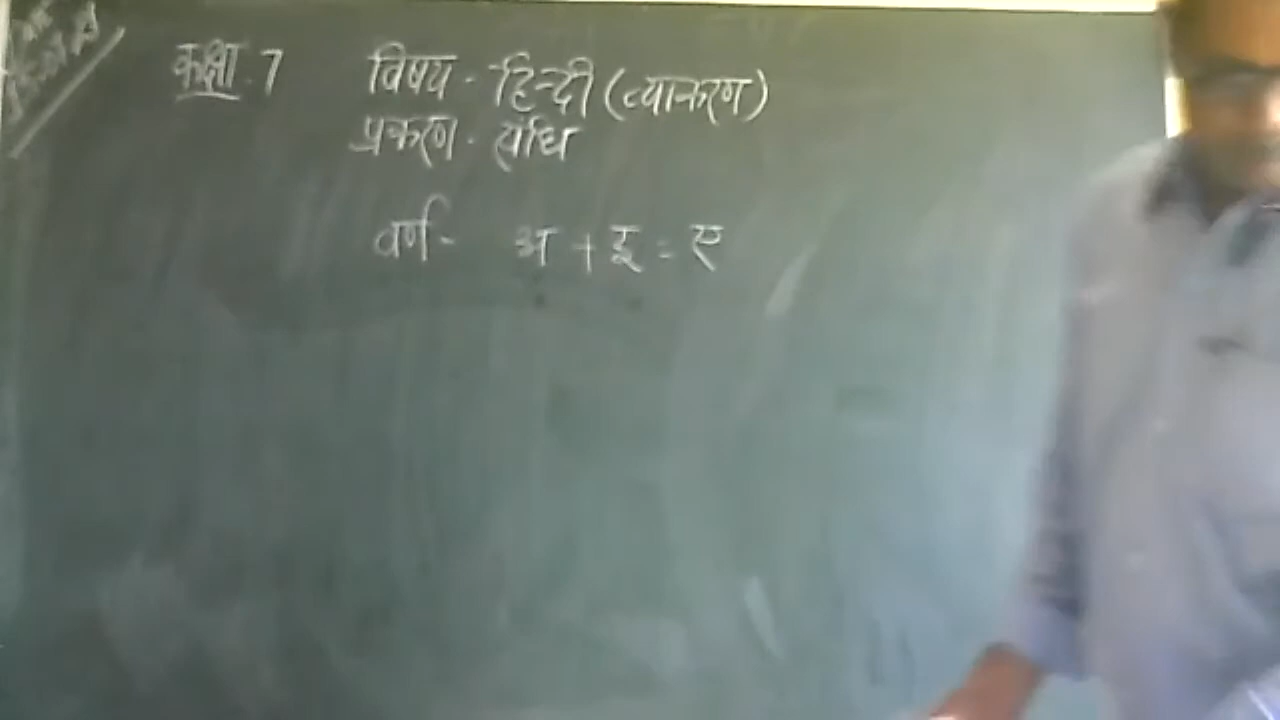 कक्षा. 7 विषय - हिन्दी (व्याकरण)
प्रकरण - संधि
वर्ण - अ + इ = ए